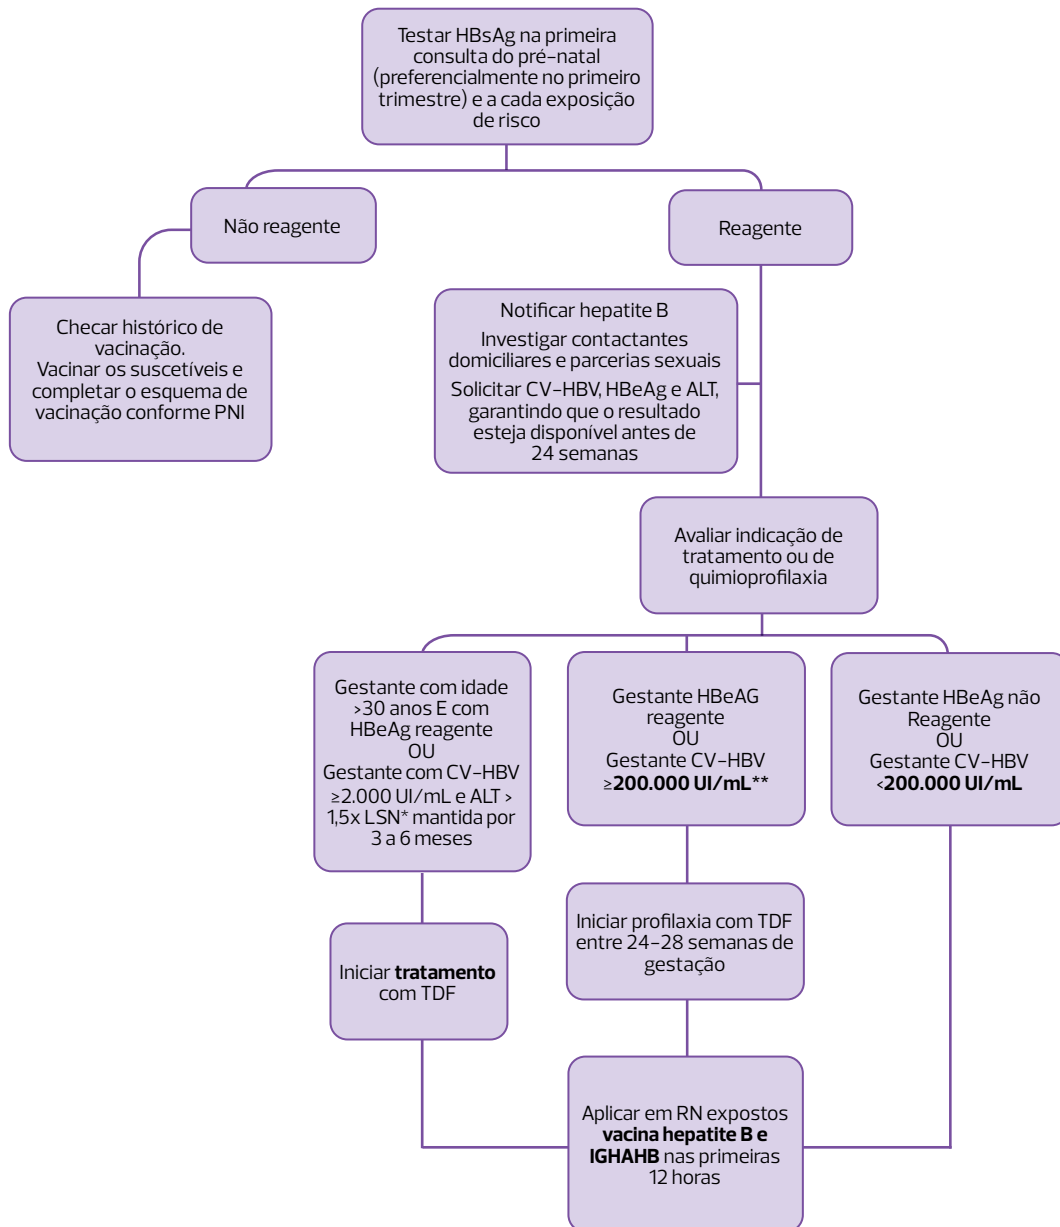 Testar HBsAg na primeira
consulta do pré-natal
(preferencialmente no primeiro
trimestre) e a cada exposição
de risco
Não reagente
Reagente
Checar histórico de
vacinação.
Vacinar os suscetíveis e
completar o esquema de
vacinação conforme PNI
Notificar hepatite B
Investigar contactantes
domiciliares e parcerias sexuais
Solicitar CV-HBV, HBeAg e ALT,
garantindo que o resultado
esteja disponível antes de
24 semanas
Avaliar indicação de
tratamento ou de
quimioprofilaxia
Gestante com idade
>30 anos E com
HBeAg reagente
OU
Gestante com CV-HBV
≥2.000 UI/mL e ALT >
1,5x LSN* mantida por
3 a 6 meses
Gestante HBeAG
reagente
OU
Gestante CV-HBV
≥200.000 UI/mL**
Gestante HBeAg não
Reagente
OU
Gestante CV-HBV
<200.000 UI/mL
Iniciar tratamento
com TDF
Iniciar profilaxia com TDF
entre 24-28 semanas de
gestação
Aplicar em RN expostos
vacina hepatite B e
IGHAHB nas primeiras
12 horas